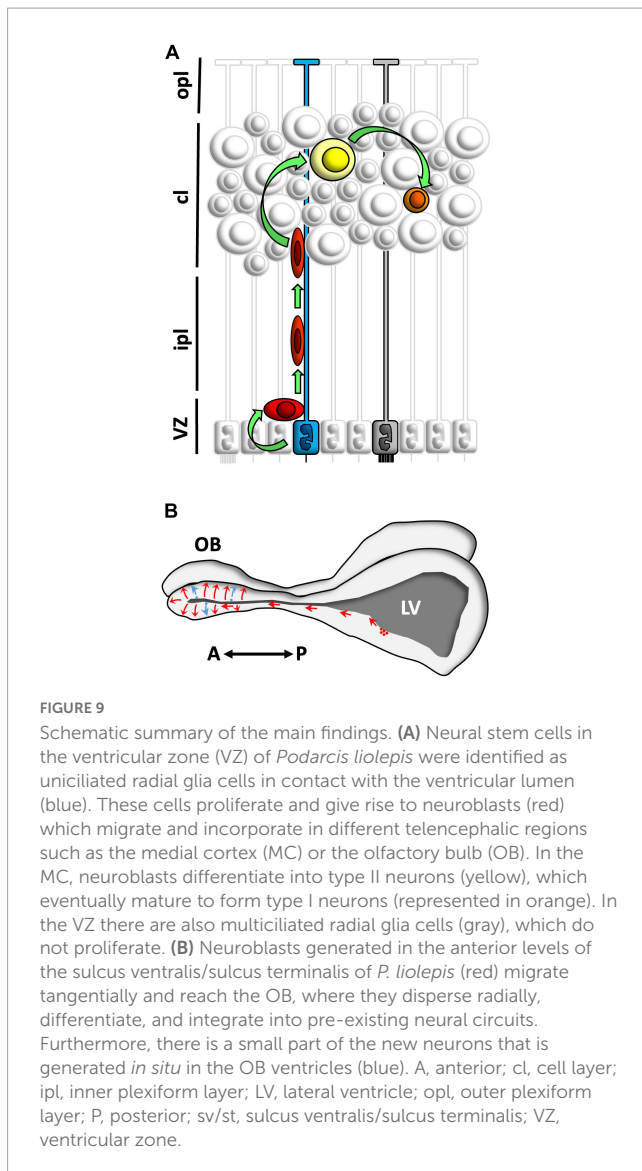 A
opl
cl
ipl
VZ
B
OB
LV
A
P
FIGURE 9
Schematic summary of the main findings. (A) Neural stem cells in
the ventricular zone (VZ) of Podarcis liolepis were identified as
uniciliated radial glia cells in contact with the ventricular lumen
(blue). These cells proliferate and give rise to neuroblasts (red)
which migrate and incorporate in different telencephalic regions
such as the medial cortex (MC) or the olfactory bulb (OB). In the
MC, neuroblasts differentiate into type II neurons (yellow), which
eventually mature to form type I neurons (represented in orange). In
the VZ there are also multiciliated radial glia cells (gray), which do
not proliferate. (B) Neuroblasts generated in the anterior levels of
the sulcus ventralis/sulcus terminalis of P. liolepis (red) migrate
tangentially and reach the OB, where they disperse radially,
differentiate, and integrate into pre-existing neural circuits.
Furthermore, there is a small part of the new neurons that is
generated in situ in the OB ventricles (blue). A, anterior; cl, cell layer;
ipl, inner plexiform layer; LV, lateral ventricle; opl, outer plexiform
layer; P, posterior; sv/st, sulcus ventralis/sulcus terminalis; VZ,
ventricular zone.